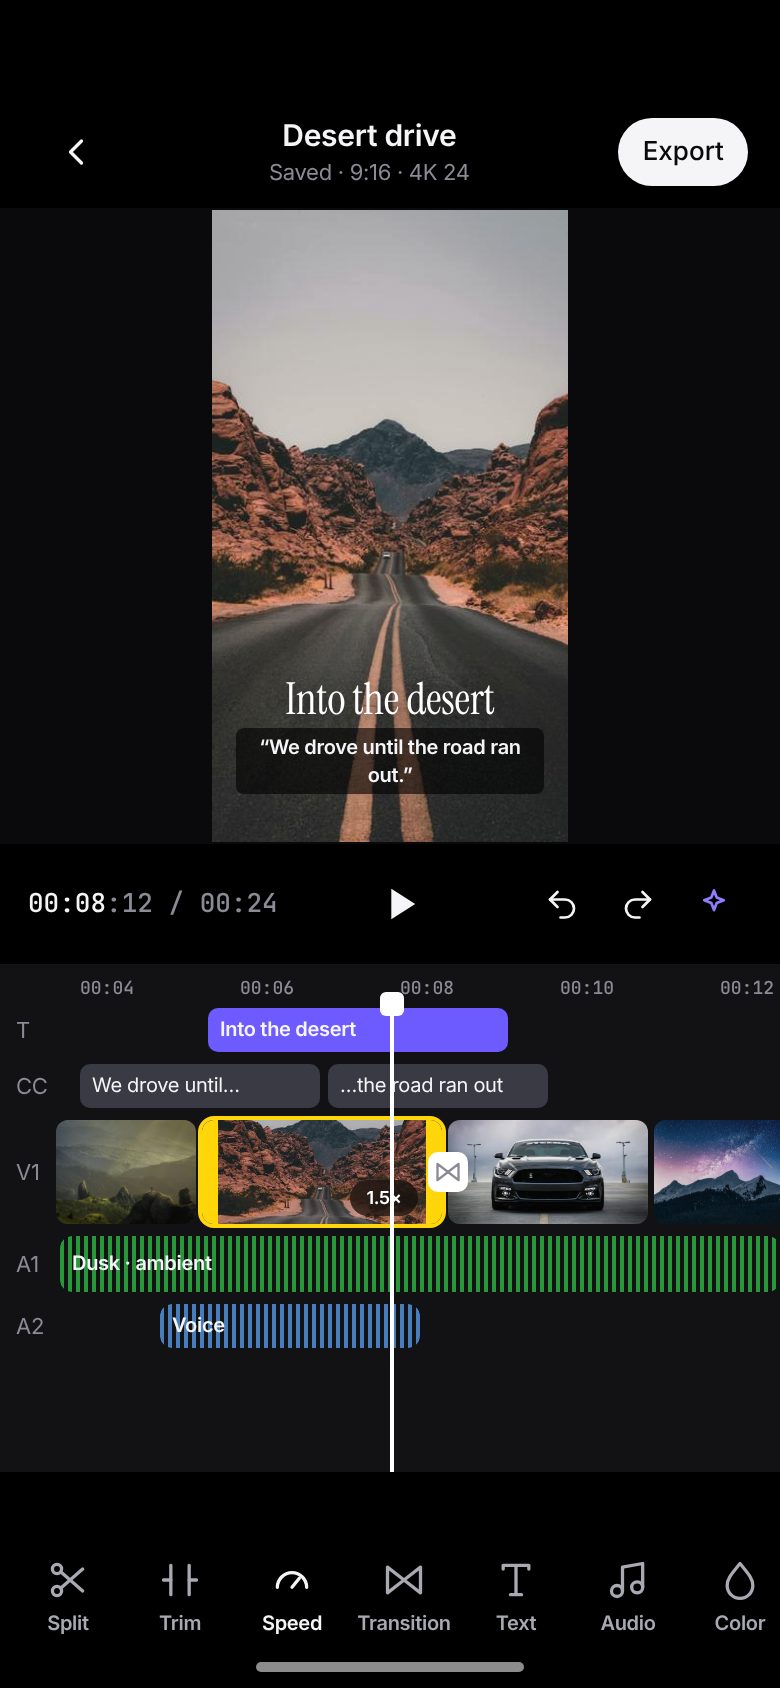 Desert drive
Saved · 9:16 · 4K 24
Export
Into the desert
“We drove until the road ran
out.”
00:08:12 / 00:24
00:04 00:06 00:08 00:10 00:12
T
Into the desert
CC
We drove until...
...the road ran out
V1
1.5×
A1
Dusk · ambient
A2
Voice
Split Trim Speed Transition Text Audio Color